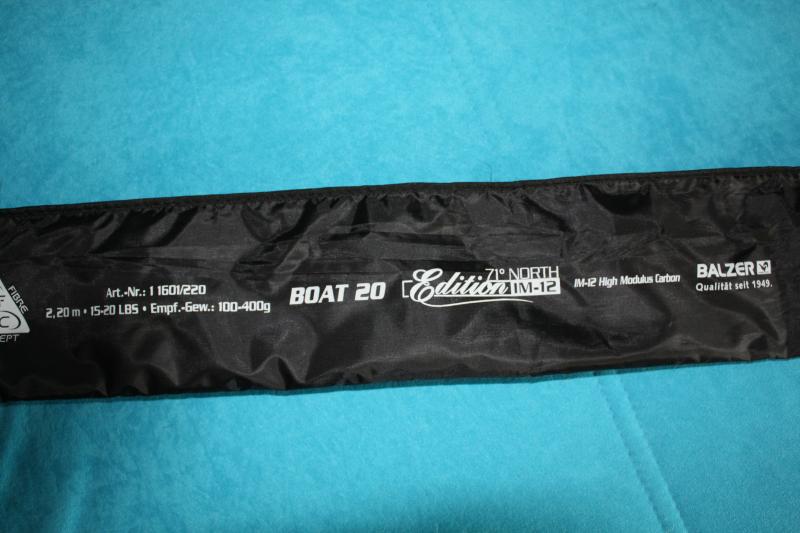 FIBRE
C
EPT
Art.-Nr.: 1 1601/220
2,20 m • 15-20 LBS • Empf.-Gew.: 100-400g
BOAT 20
71° NORTH
Edition IM-12
IM-12 High Modulus Carbon
BALZER
Qualität seit 1949.